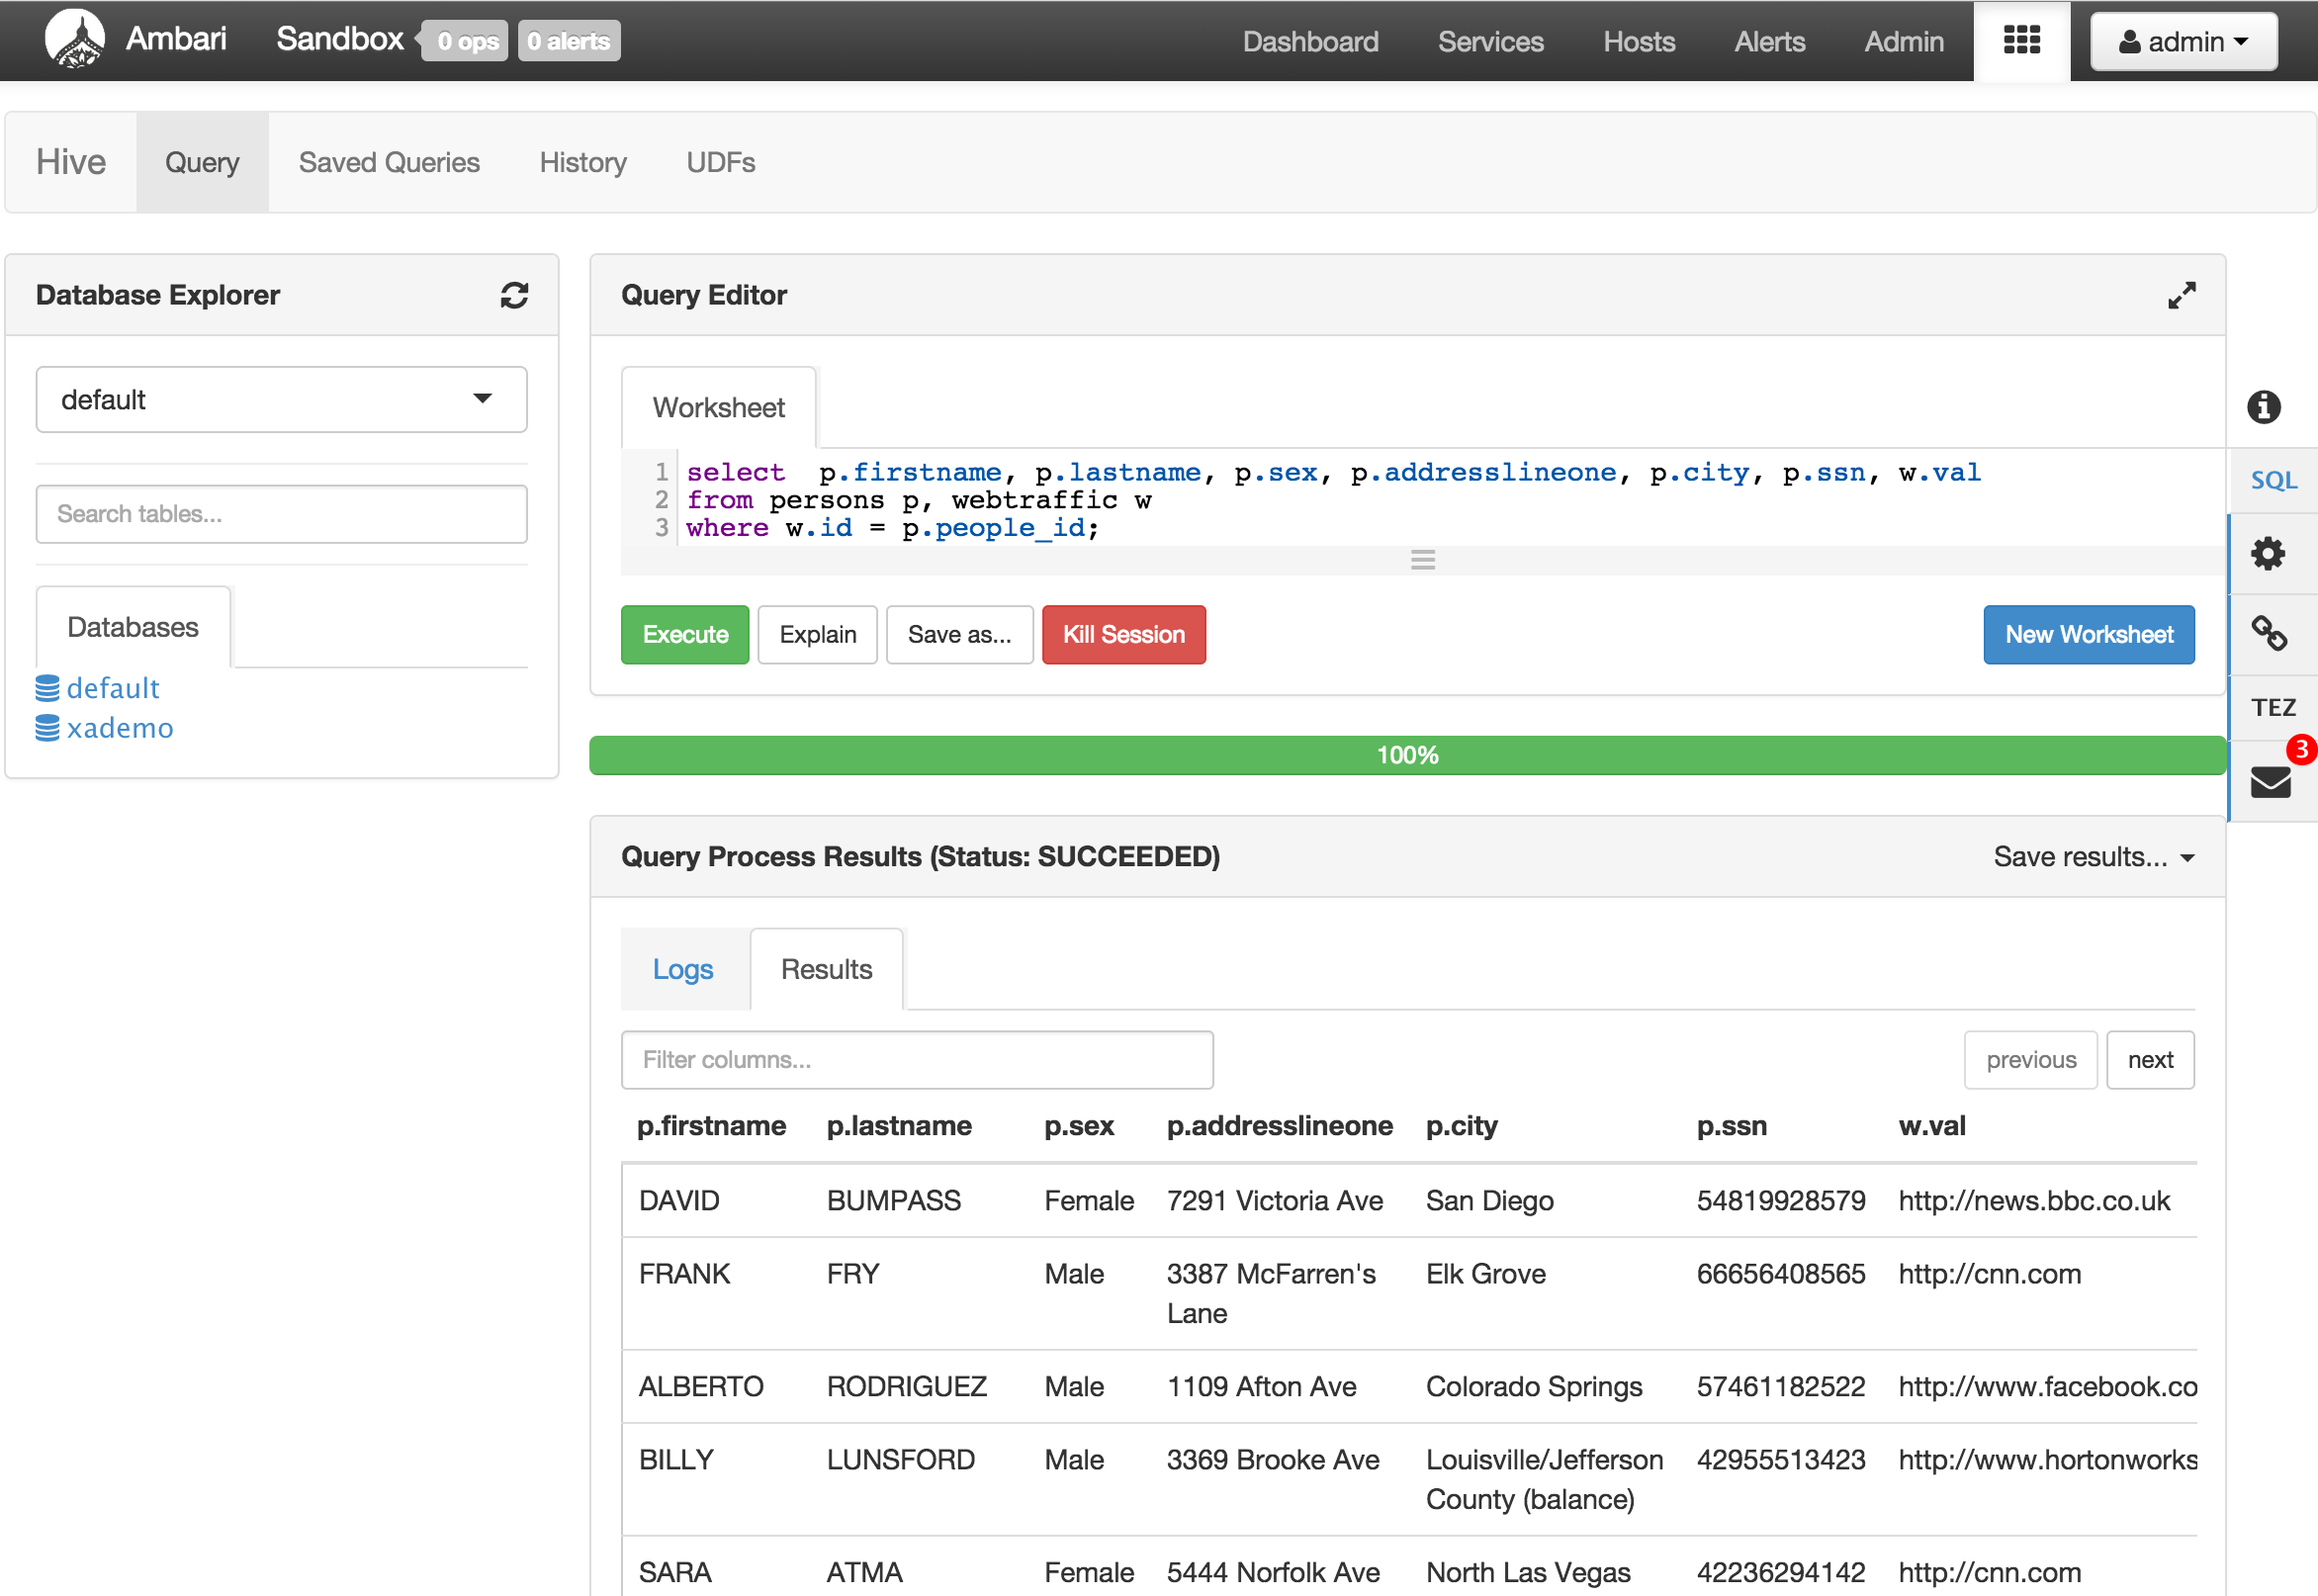 Ambari Sandbox 0 ops 0 alerts Dashboard Services Hosts Alerts Admin admin
Hive Query Saved Queries History UDFs
Database Explorer
default
Search tables...
Databases
default
xademo
Query Editor
Worksheet
1 select  p.firstname, p.lastname, p.sex, p.addresslineone, p.city, p.ssn, w.val
2 from persons p, webtraffic w
3 where w.id = p.people_id;
Execute Explain Save as... Kill Session New Worksheet
SQL
TEZ
3
100%
Query Process Results (Status: SUCCEEDED) Save results...
Logs Results
Filter columns... previous next
p.firstname p.lastname p.sex p.addresslineone p.city p.ssn w.val
DAVID BUMPASS Female 7291 Victoria Ave San Diego 54819928579 http://news.bbc.co.uk
FRANK FRY Male 3387 McFarren's Elk Grove 66656408565 http://cnn.com
Lane
ALBERTO RODRIGUEZ Male 1109 Afton Ave Colorado Springs 57461182522 http://www.facebook.co
BILLY LUNSFORD Male 3369 Brooke Ave Louisville/Jefferson 42955513423 http://www.hortonworks
County (balance)
SARA ATMA Female 5444 Norfolk Ave North Las Vegas 42236294142 http://cnn.com